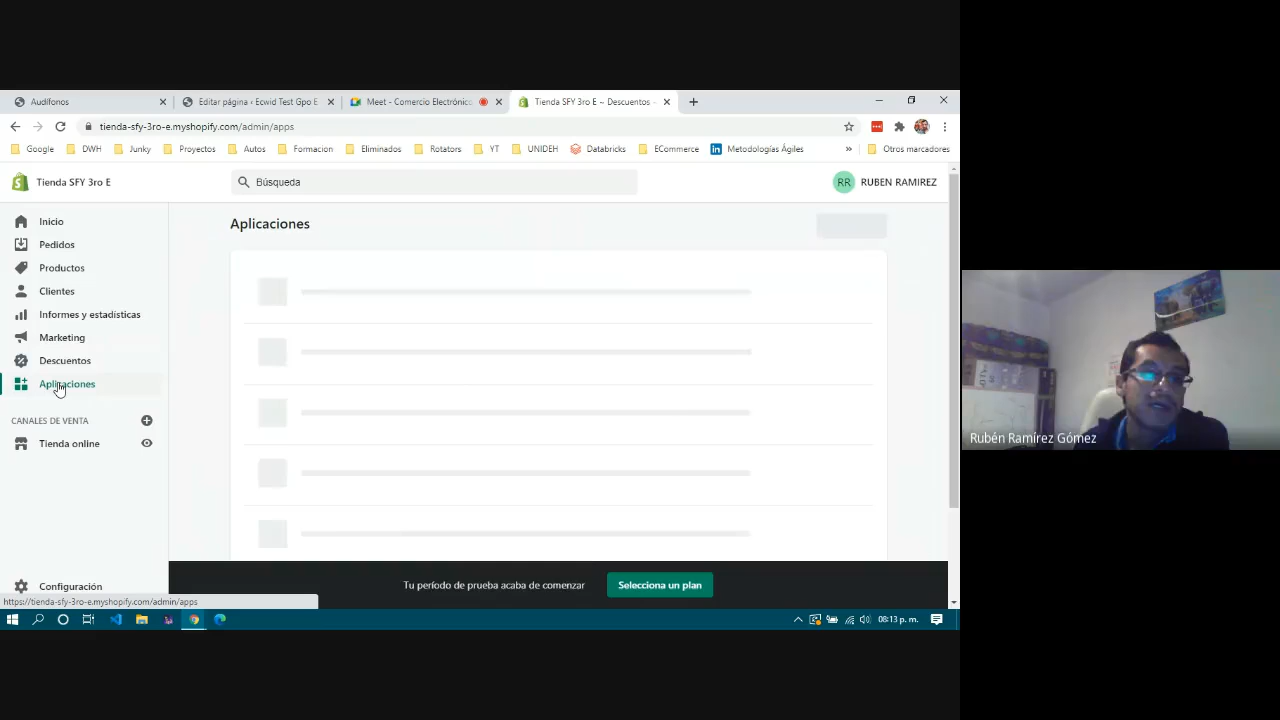 Audífonos
Editar página ‹ Ecwid Test Gpo E
Meet - Comercio Electrónico
Tienda SFY 3ro E ~ Descuentos -
tienda-sfy-3ro-e.myshopify.com/admin/apps
Google
DWH
Junky
Proyectos
Autos
Formacion
Eliminados
Rotators
YT
UNIDEH
Databricks
ECommerce
Metodologías Ágiles
»
Otros marcadores
Tienda SFY 3ro E
Búsqueda
RR
RUBEN RAMIREZ
Inicio
Pedidos
Productos
Clientes
Informes y estadísticas
Marketing
Descuentos
Aplicaciones
CANALES DE VENTA
Tienda online
Configuración
Aplicaciones
Tu período de prueba acaba de comenzar
Selecciona un plan
https://tienda-sfy-3ro-e.myshopify.com/admin/apps
08:13 p. m.
Rubén Ramírez Gómez